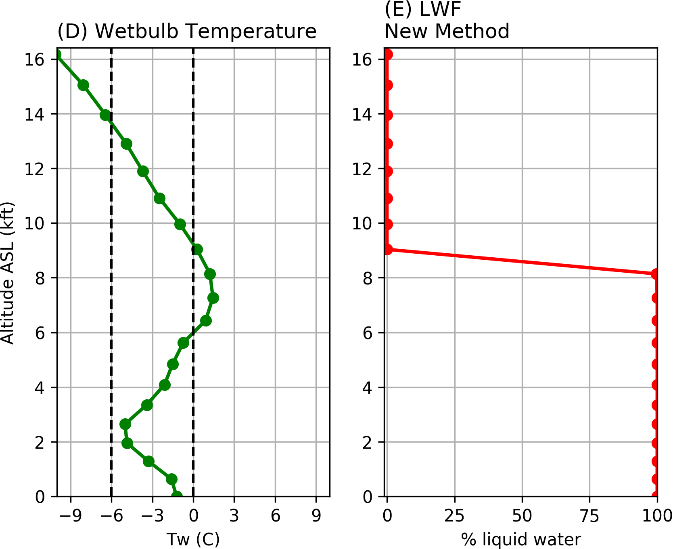 (D) Wetbulb Temperature
(E) LWF
New Method
Altitude ASL (kft)
16
14
12
10
8
6
4
2
0
−9 −6 −3 0 3 6 9
Tw (C)
16
14
12
10
8
6
4
2
0
0 25 50 75 100
% liquid water